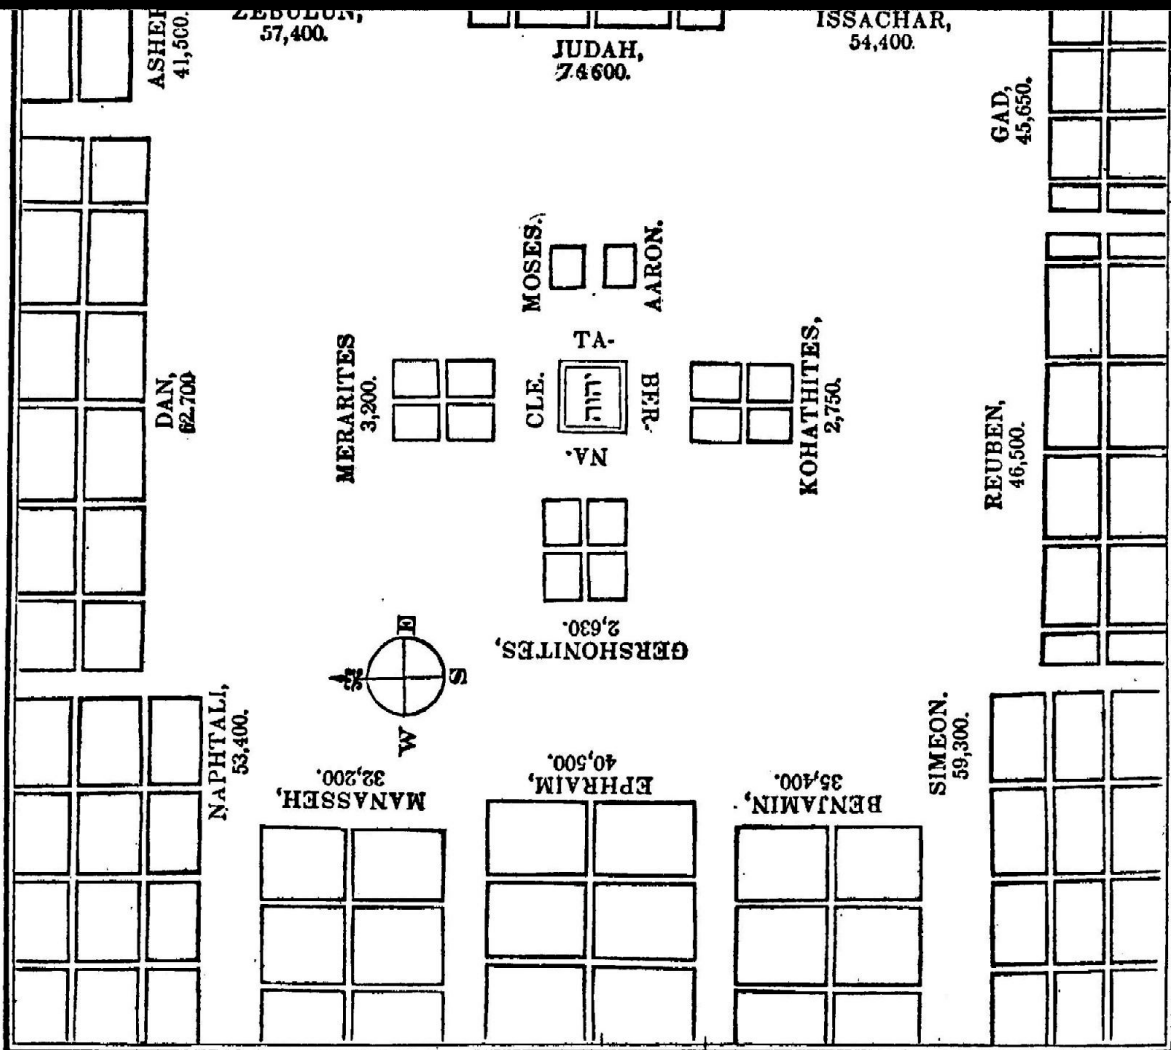 ZEBULUN,
57,400.
ISSACHAR,
54,400.
ASHER
41,500.
JUDAH,
74600.
GAD,
45,650.
MOSES.
AARON.
DAN,
62.700
MERARITES
3,200.
TA-
BER-
NA.
CLE.
יהוה
KOHATHITES,
2,750.
REUBEN,
46,500.
GERSHONITES,
2,630.
E
S
W
NAPHTALI,
53,400.
MANASSEH,
32,200.
EPHRAIM,
40,500.
BENJAMIN,
35,400.
SIMEON.
59,300.